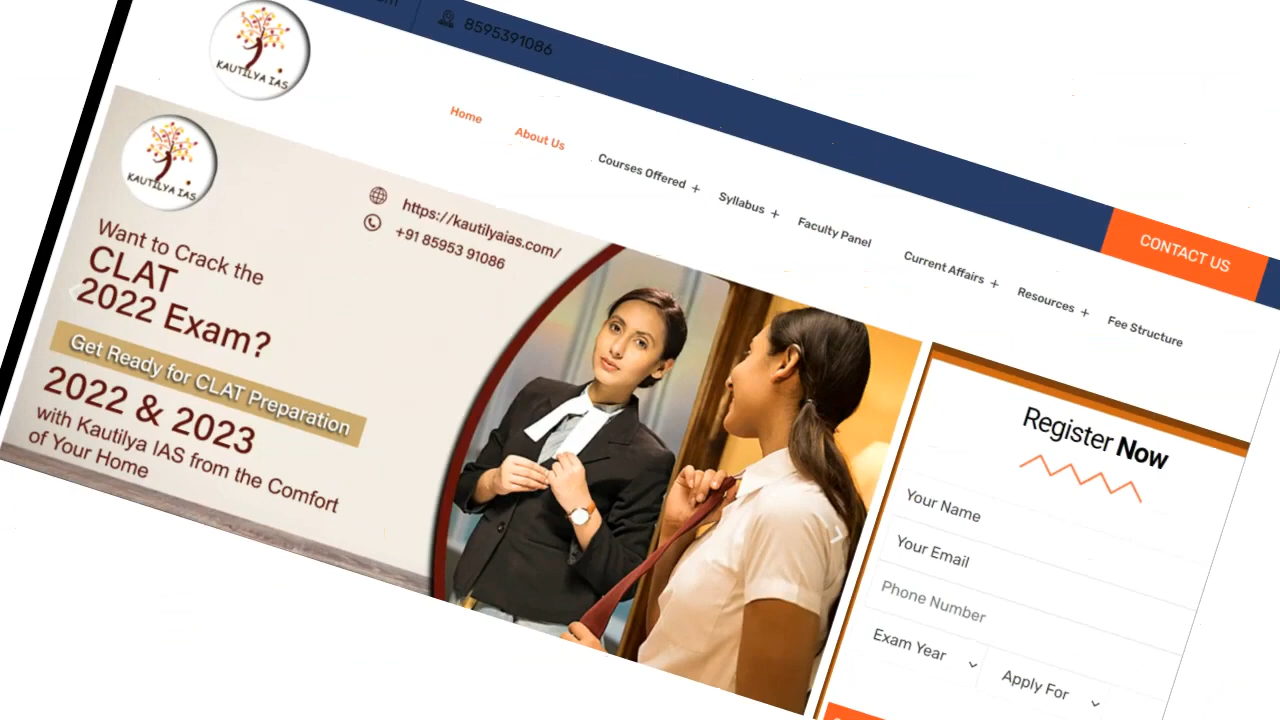 8595391086
KAUTILYA IAS
Home
About Us
Courses Offered +
Syllabus +
Faculty Panel
Current Affairs +
Resources +
Fee Structure
CONTACT US
KAUTILYA IAS
https://kautilyaias.com/
+91 85953 91086
Want to Crack the
CLAT
2022 Exam?
Get Ready for CLAT Preparation
2022 & 2023
with Kautilya IAS from the Comfort
of Your Home
Register Now
Your Name
Your Email
Phone Number
Exam Year
Apply For